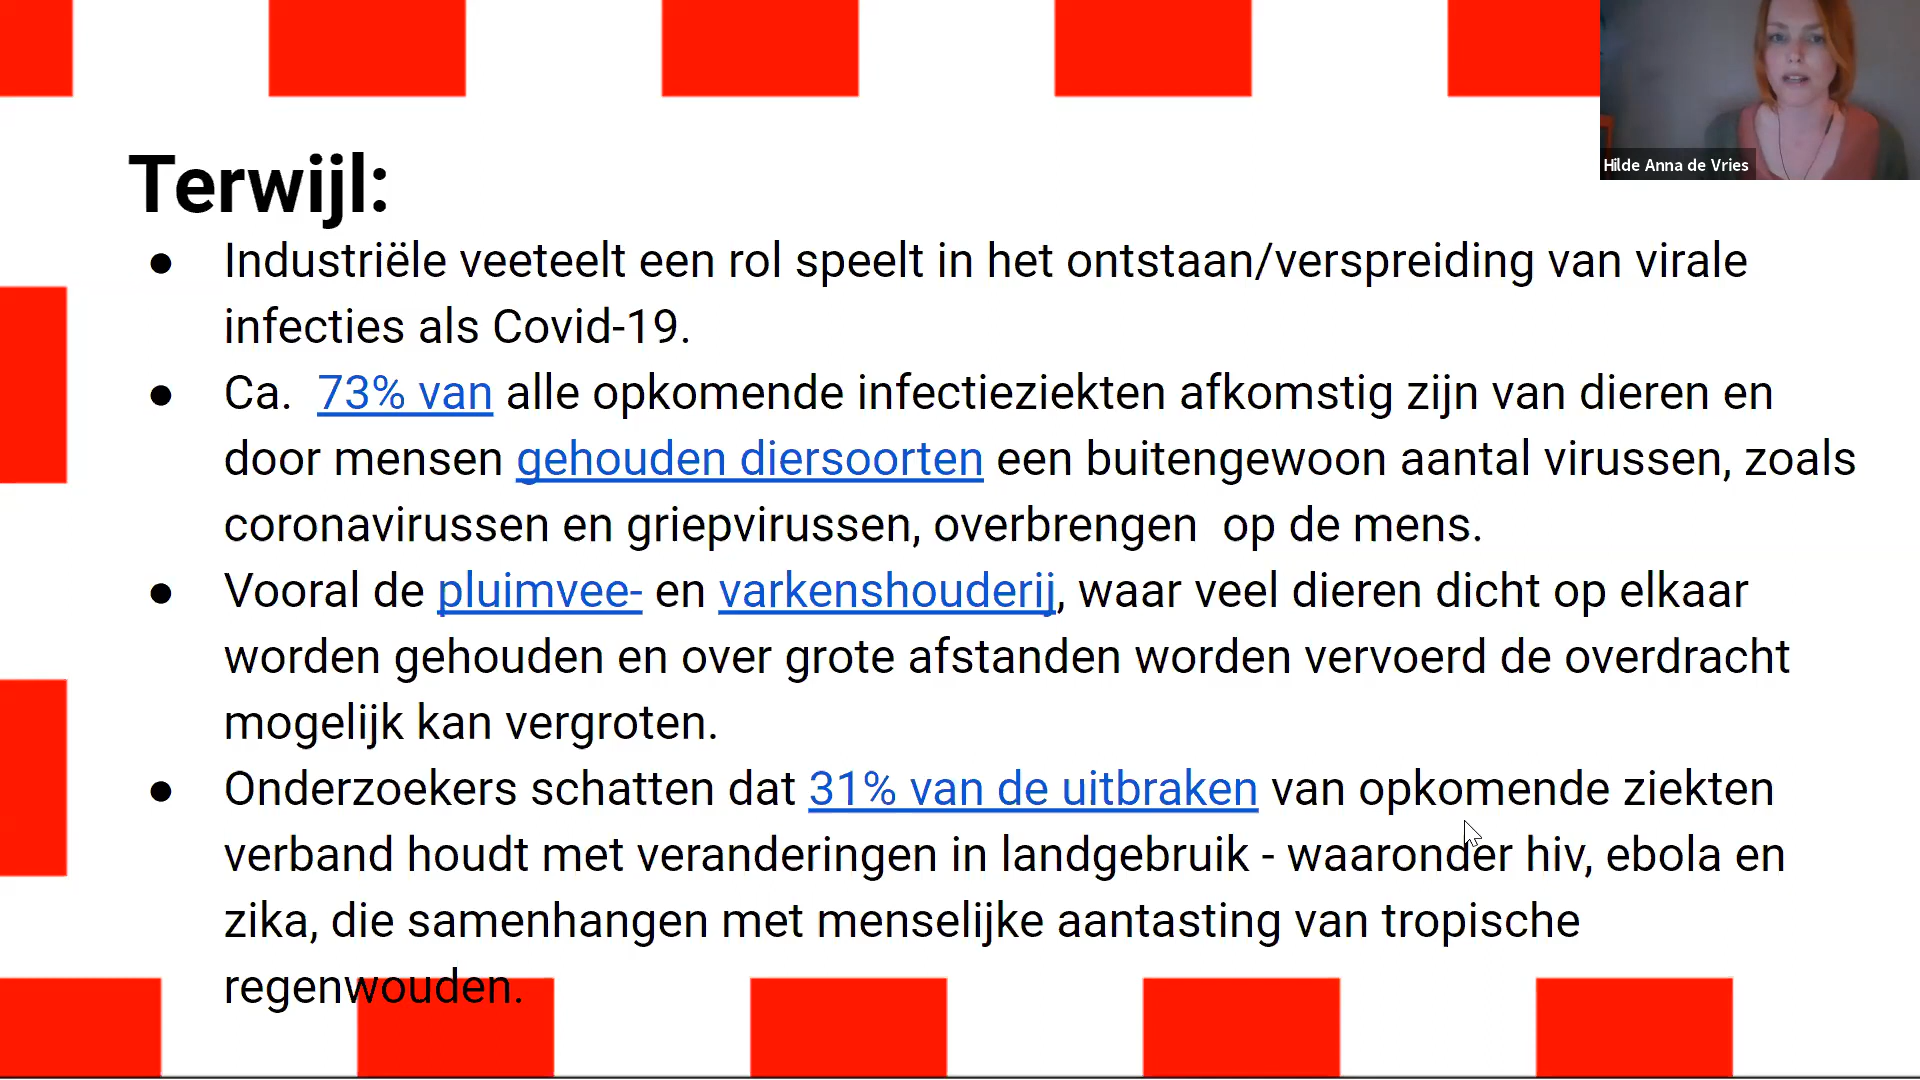 Hilde Anna de Vries
Terwijl:
● Industriële veeteelt een rol speelt in het ontstaan/verspreiding van virale
infecties als Covid-19.
● Ca.  73% van alle opkomende infectieziekten afkomstig zijn van dieren en
door mensen gehouden diersoorten een buitengewoon aantal virussen, zoals
coronavirussen en griepvirussen, overbrengen  op de mens.
● Vooral de pluimvee- en varkenshouderij, waar veel dieren dicht op elkaar
worden gehouden en over grote afstanden worden vervoerd de overdracht
mogelijk kan vergroten.
● Onderzoekers schatten dat 31% van de uitbraken van opkomende ziekten
verband houdt met veranderingen in landgebruik - waaronder hiv, ebola en
zika, die samenhangen met menselijke aantasting van tropische
regenwouden.